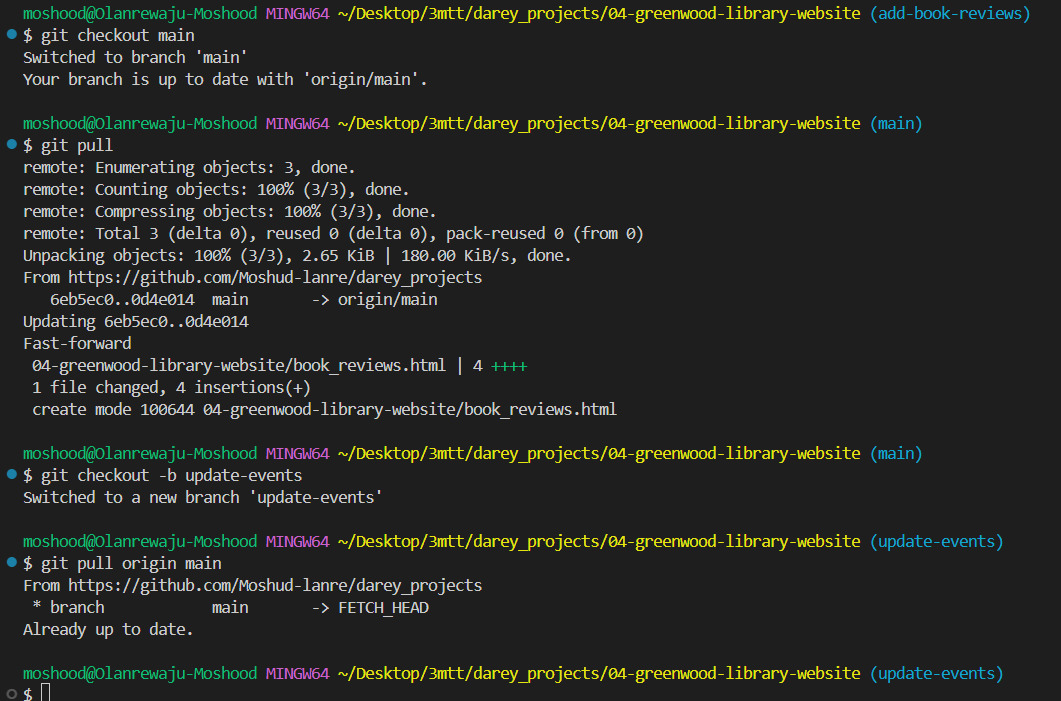 moshood@Olanrewaju-Moshood MINGW64 ~/Desktop/3mtt/darey_projects/04-greenwood-library-website (add-book-reviews)
$ git checkout main
Switched to branch 'main'
Your branch is up to date with 'origin/main'.
moshood@Olanrewaju-Moshood MINGW64 ~/Desktop/3mtt/darey_projects/04-greenwood-library-website (main)
$ git pull
remote: Enumerating objects: 3, done.
remote: Counting objects: 100% (3/3), done.
remote: Compressing objects: 100% (3/3), done.
remote: Total 3 (delta 0), reused 0 (delta 0), pack-reused 0 (from 0)
Unpacking objects: 100% (3/3), 2.65 KiB | 180.00 KiB/s, done.
From https://github.com/Moshud-lanre/darey_projects
   6eb5ec0..0d4e014  main       -> origin/main
Updating 6eb5ec0..0d4e014
Fast-forward
 04-greenwood-library-website/book_reviews.html | 4 ++++
 1 file changed, 4 insertions(+)
 create mode 100644 04-greenwood-library-website/book_reviews.html
moshood@Olanrewaju-Moshood MINGW64 ~/Desktop/3mtt/darey_projects/04-greenwood-library-website (main)
$ git checkout -b update-events
Switched to a new branch 'update-events'
moshood@Olanrewaju-Moshood MINGW64 ~/Desktop/3mtt/darey_projects/04-greenwood-library-website (update-events)
$ git pull origin main
From https://github.com/Moshud-lanre/darey_projects
 * branch            main       -> FETCH_HEAD
Already up to date.
moshood@Olanrewaju-Moshood MINGW64 ~/Desktop/3mtt/darey_projects/04-greenwood-library-website (update-events)
$